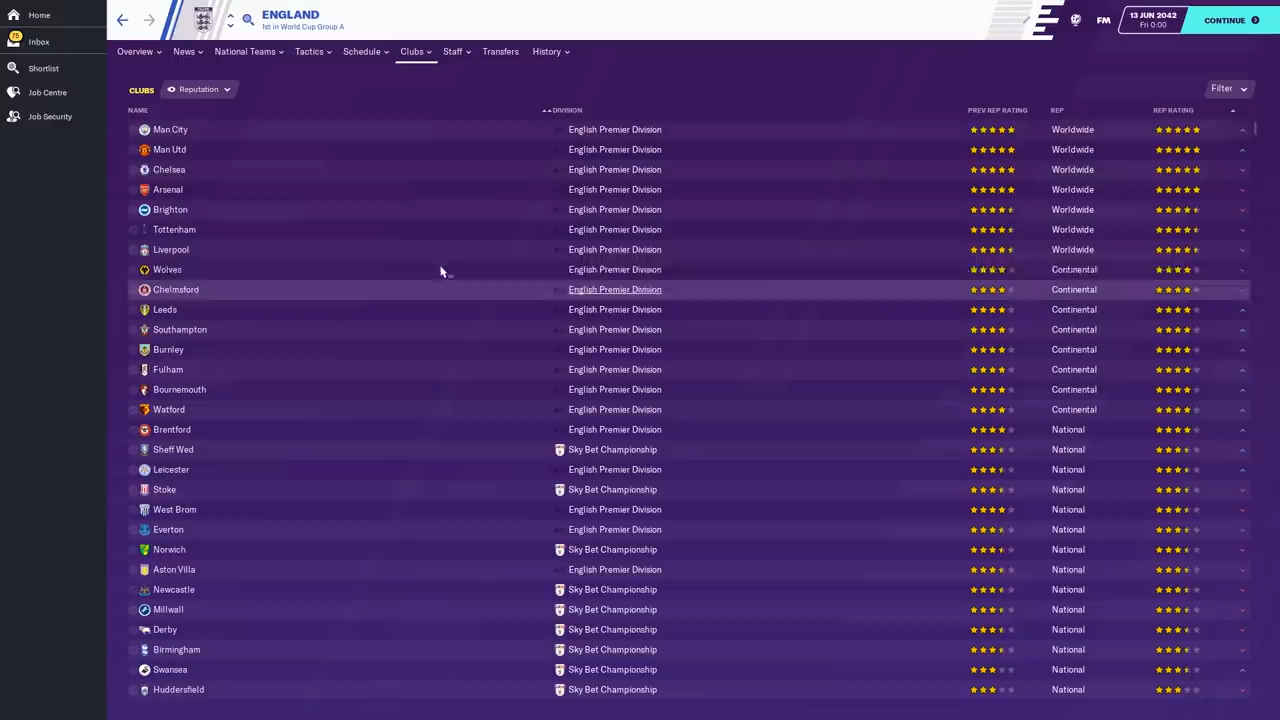 Home
75
Inbox
Shortlist
Job Centre
Job Security
ENGLAND
1st in World Cup Group A
FM
13 JUN 2042
Fri 0:00
CONTINUE
Overview News National Teams Tactics Schedule Clubs Staff Transfers History
CLUBS Reputation Filter
NAME DIVISION PREV REP RATING REP REP RATING
Man City English Premier Division Worldwide
Man Utd English Premier Division Worldwide
Chelsea English Premier Division Worldwide
Arsenal English Premier Division Worldwide
Brighton English Premier Division Worldwide
Tottenham English Premier Division Worldwide
Liverpool English Premier Division Worldwide
Wolves English Premier Division Continental
Chelmsford English Premier Division Continental
Leeds English Premier Division Continental
Southampton English Premier Division Continental
Burnley English Premier Division Continental
Fulham English Premier Division Continental
Bournemouth English Premier Division Continental
Watford English Premier Division Continental
Brentford English Premier Division National
Sheff Wed Sky Bet Championship National
Leicester English Premier Division National
Stoke Sky Bet Championship National
West Brom English Premier Division National
Everton English Premier Division National
Norwich Sky Bet Championship National
Aston Villa English Premier Division National
Newcastle Sky Bet Championship National
Millwall Sky Bet Championship National
Derby Sky Bet Championship National
Birmingham Sky Bet Championship National
Swansea Sky Bet Championship National
Huddersfield Sky Bet Championship National